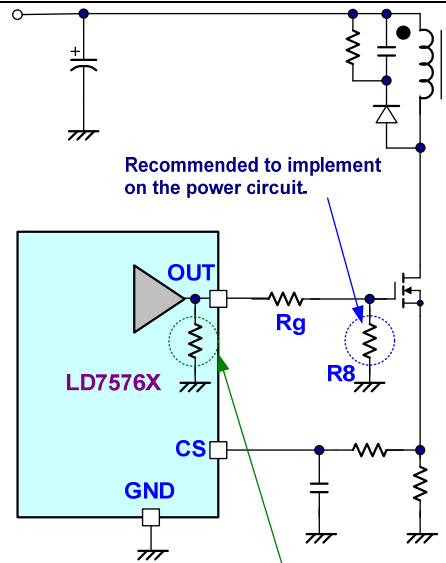 +
Recommended to implement
on the power circuit.
OUT
Rg
R8
LD7576X
CS
GND